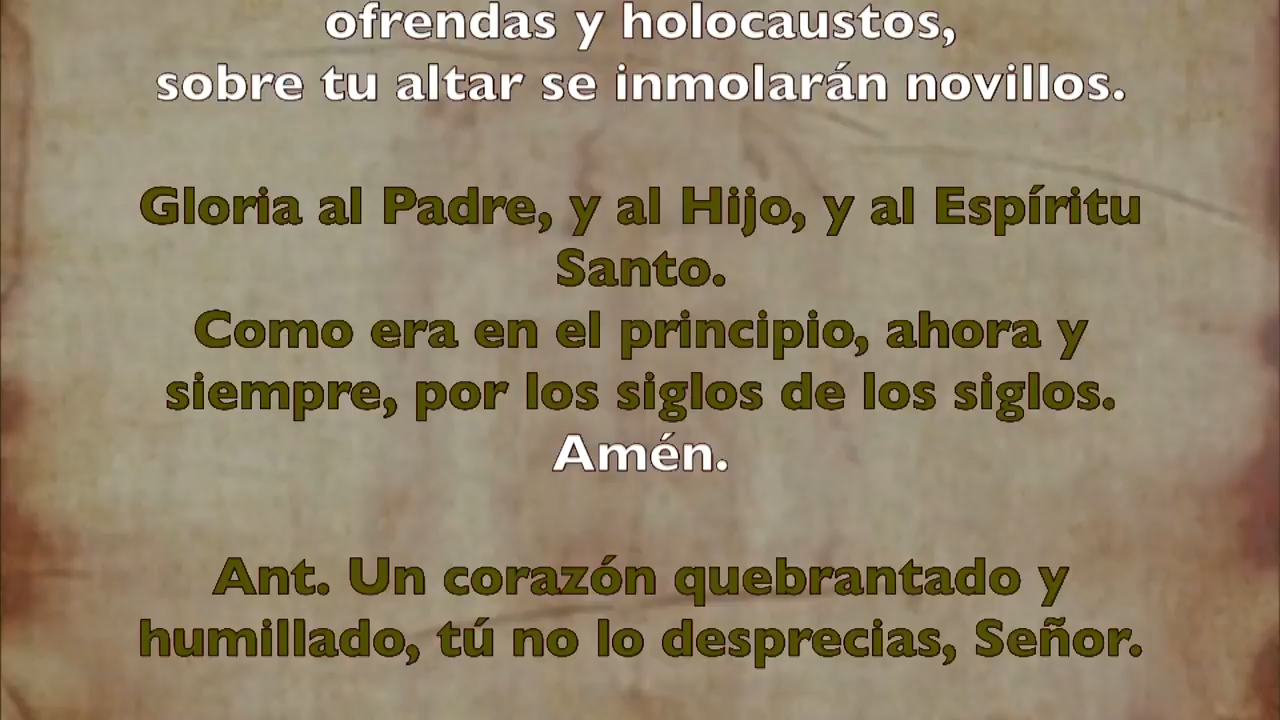 ofrendas y holocaustos,
sobre tu altar se inmolarán novillos.
Gloria al Padre, y al Hijo, y al Espíritu
Santo.
Como era en el principio, ahora y
siempre, por los siglos de los siglos.
Amén.
Ant. Un corazón quebrantado y
humillado, tú no lo desprecias, Señor.